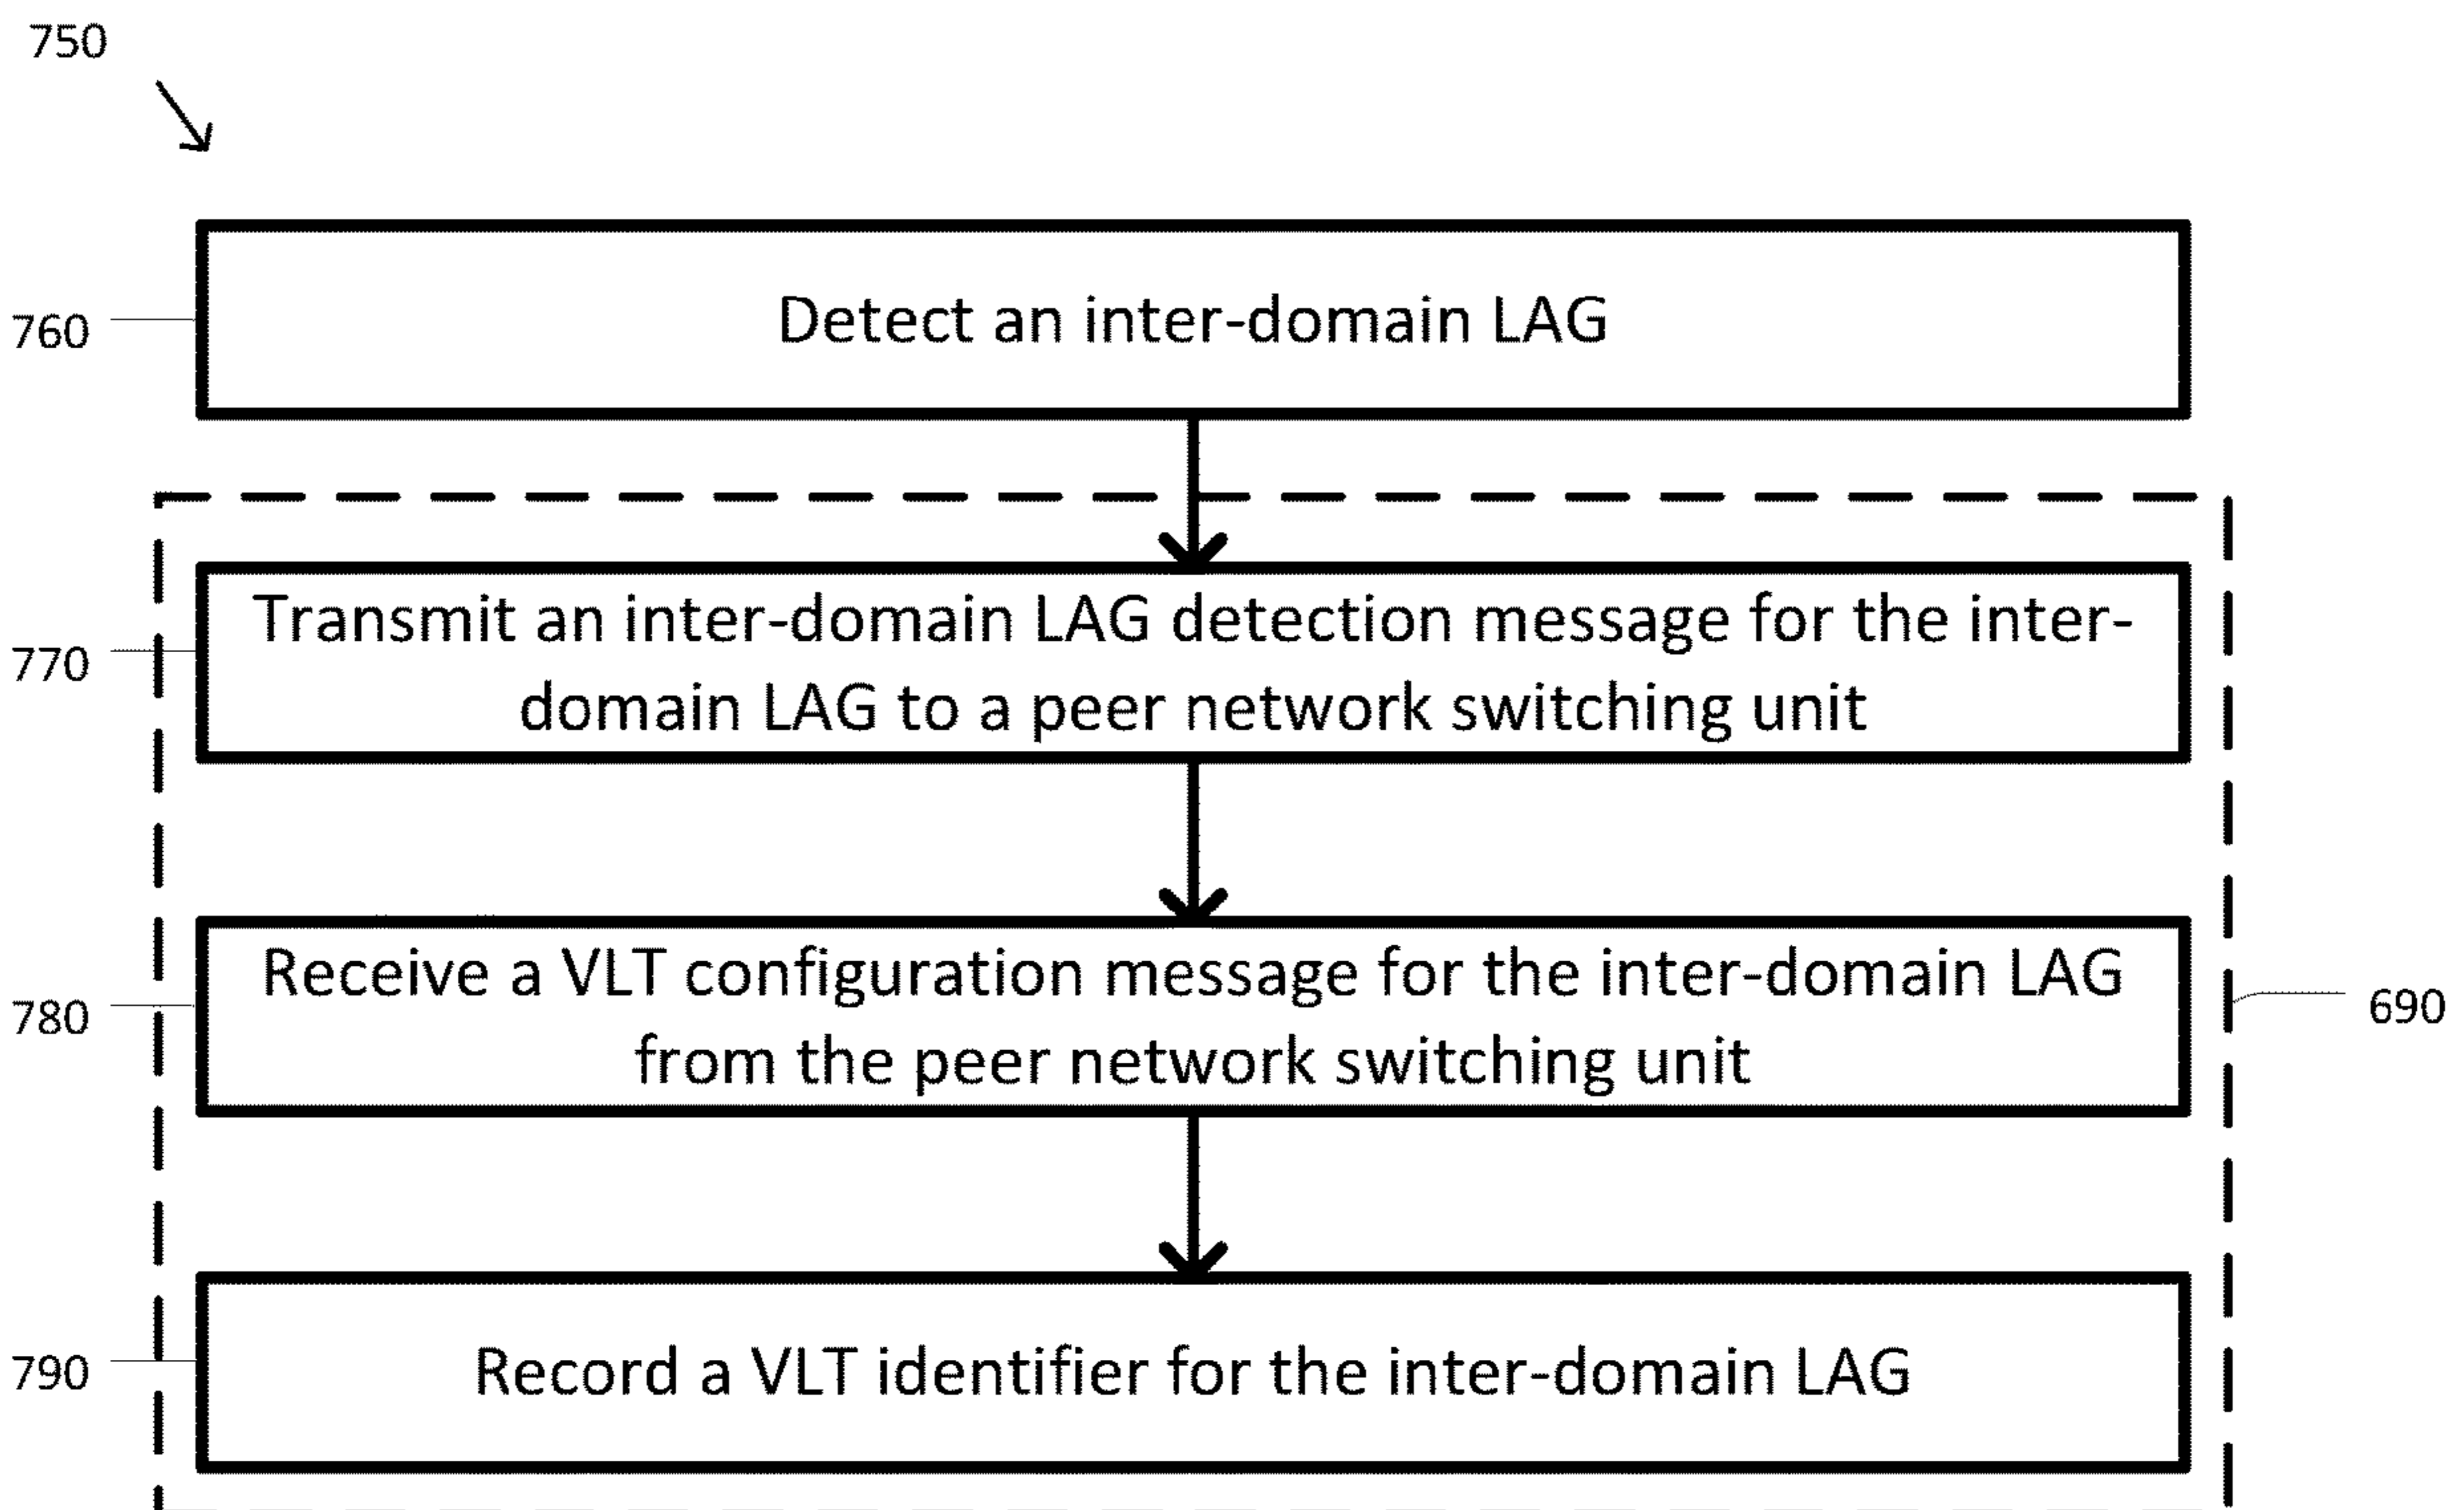 750
760
Detect an inter-domain LAG
770
Transmit an inter-domain LAG detection message for the inter-
domain LAG to a peer network switching unit
780
Receive a VLT configuration message for the inter-domain LAG
from the peer network switching unit
690
790
Record a VLT identifier for the inter-domain LAG